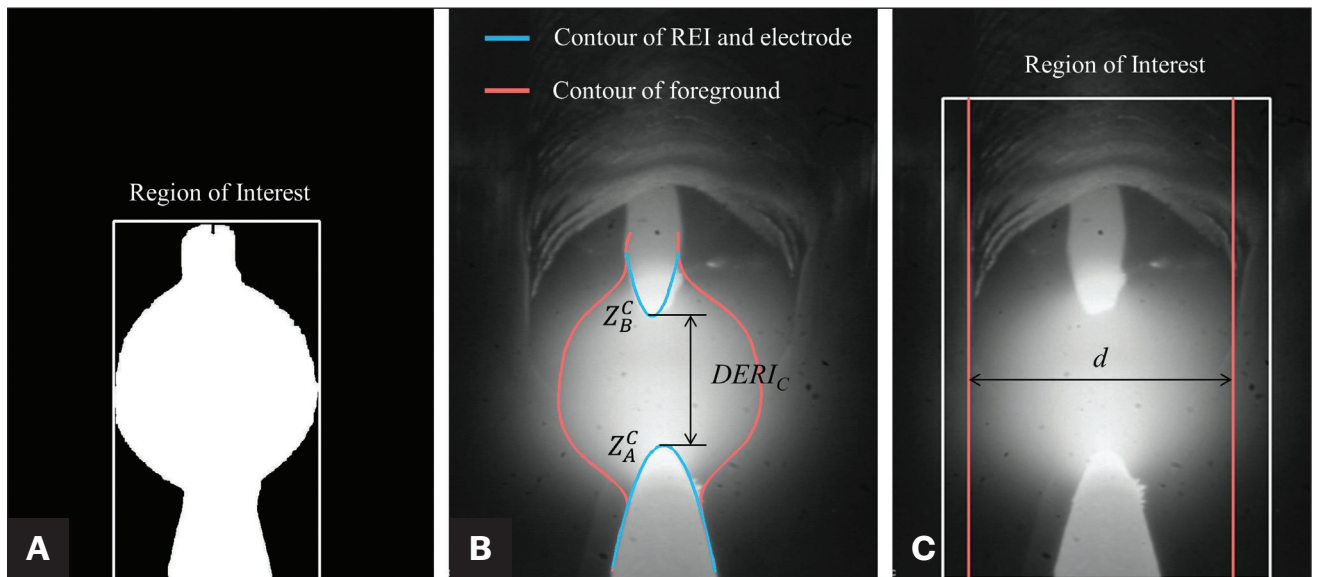 Region of Interest
A
Contour of REI and electrode
Contour of foreground
Z_B^C
DERI_C
Z_A^C
B
Region of Interest
d
C